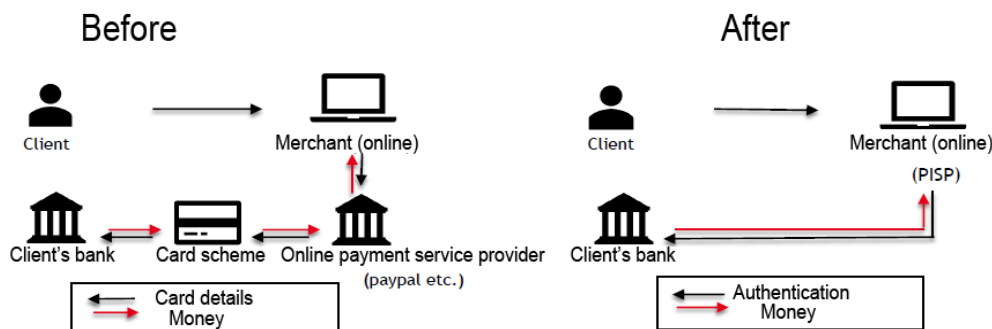 Before
Client
Merchant (online)
Client's bank
Card scheme
Online payment service provider
(paypal etc.)
Card details
Money
After
Client
Merchant (online)
(PISP)
Client's bank
Authentication
Money